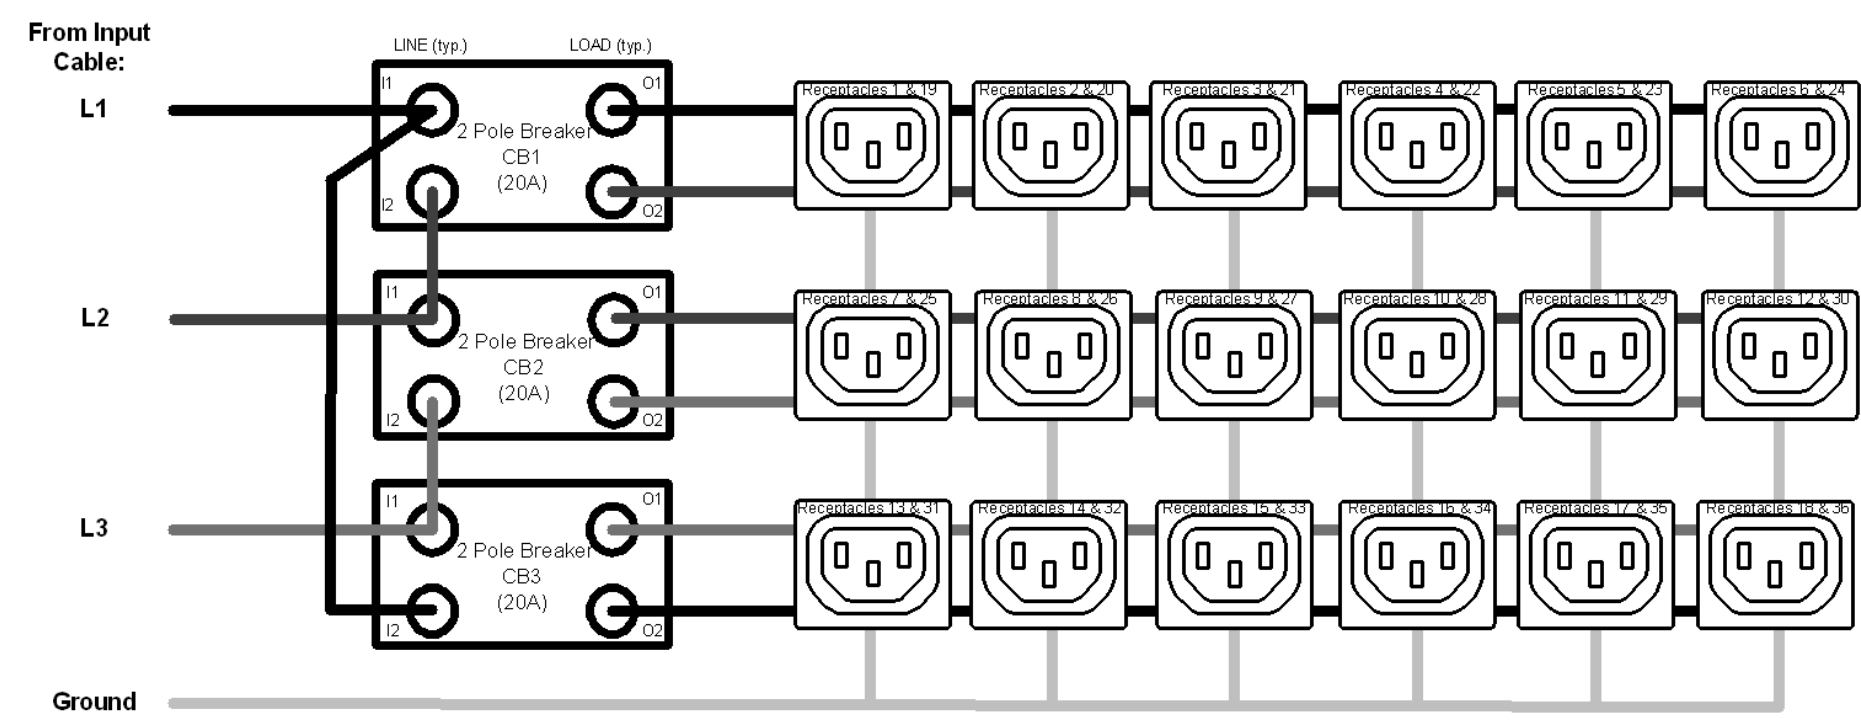 From Input
Cable:
LINE (typ.)
LOAD (typ.)
L1
I1
O1
2 Pole Breaker
CB1
(20A)
I2
O2
Receptacles 1 & 19
Receptacles 2 & 20
Receptacles 3 & 21
Receptacles 4 & 22
Receptacles 5 & 23
Receptacles 6 & 24
L2
I1
O1
2 Pole Breaker
CB2
(20A)
I2
O2
Receptacles 7 & 25
Receptacles 8 & 26
Receptacles 9 & 27
Receptacles 10 & 28
Receptacles 11 & 29
Receptacles 12 & 30
L3
I1
O1
2 Pole Breaker
CB3
(20A)
I2
O2
Receptacles 13 & 31
Receptacles 14 & 32
Receptacles 15 & 33
Receptacles 16 & 34
Receptacles 17 & 35
Receptacles 18 & 36
Ground